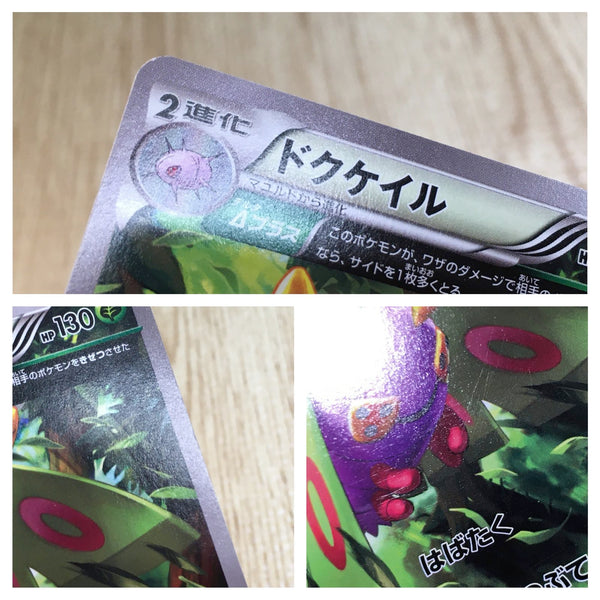 2進化
ドクケイル
マユルドから進化
Δプラス
このポケモンが、ワザのダメージで相手の
なら、サイドを1枚多くとる
HP130
相手のポケモンをきぜつさせた
はばたく